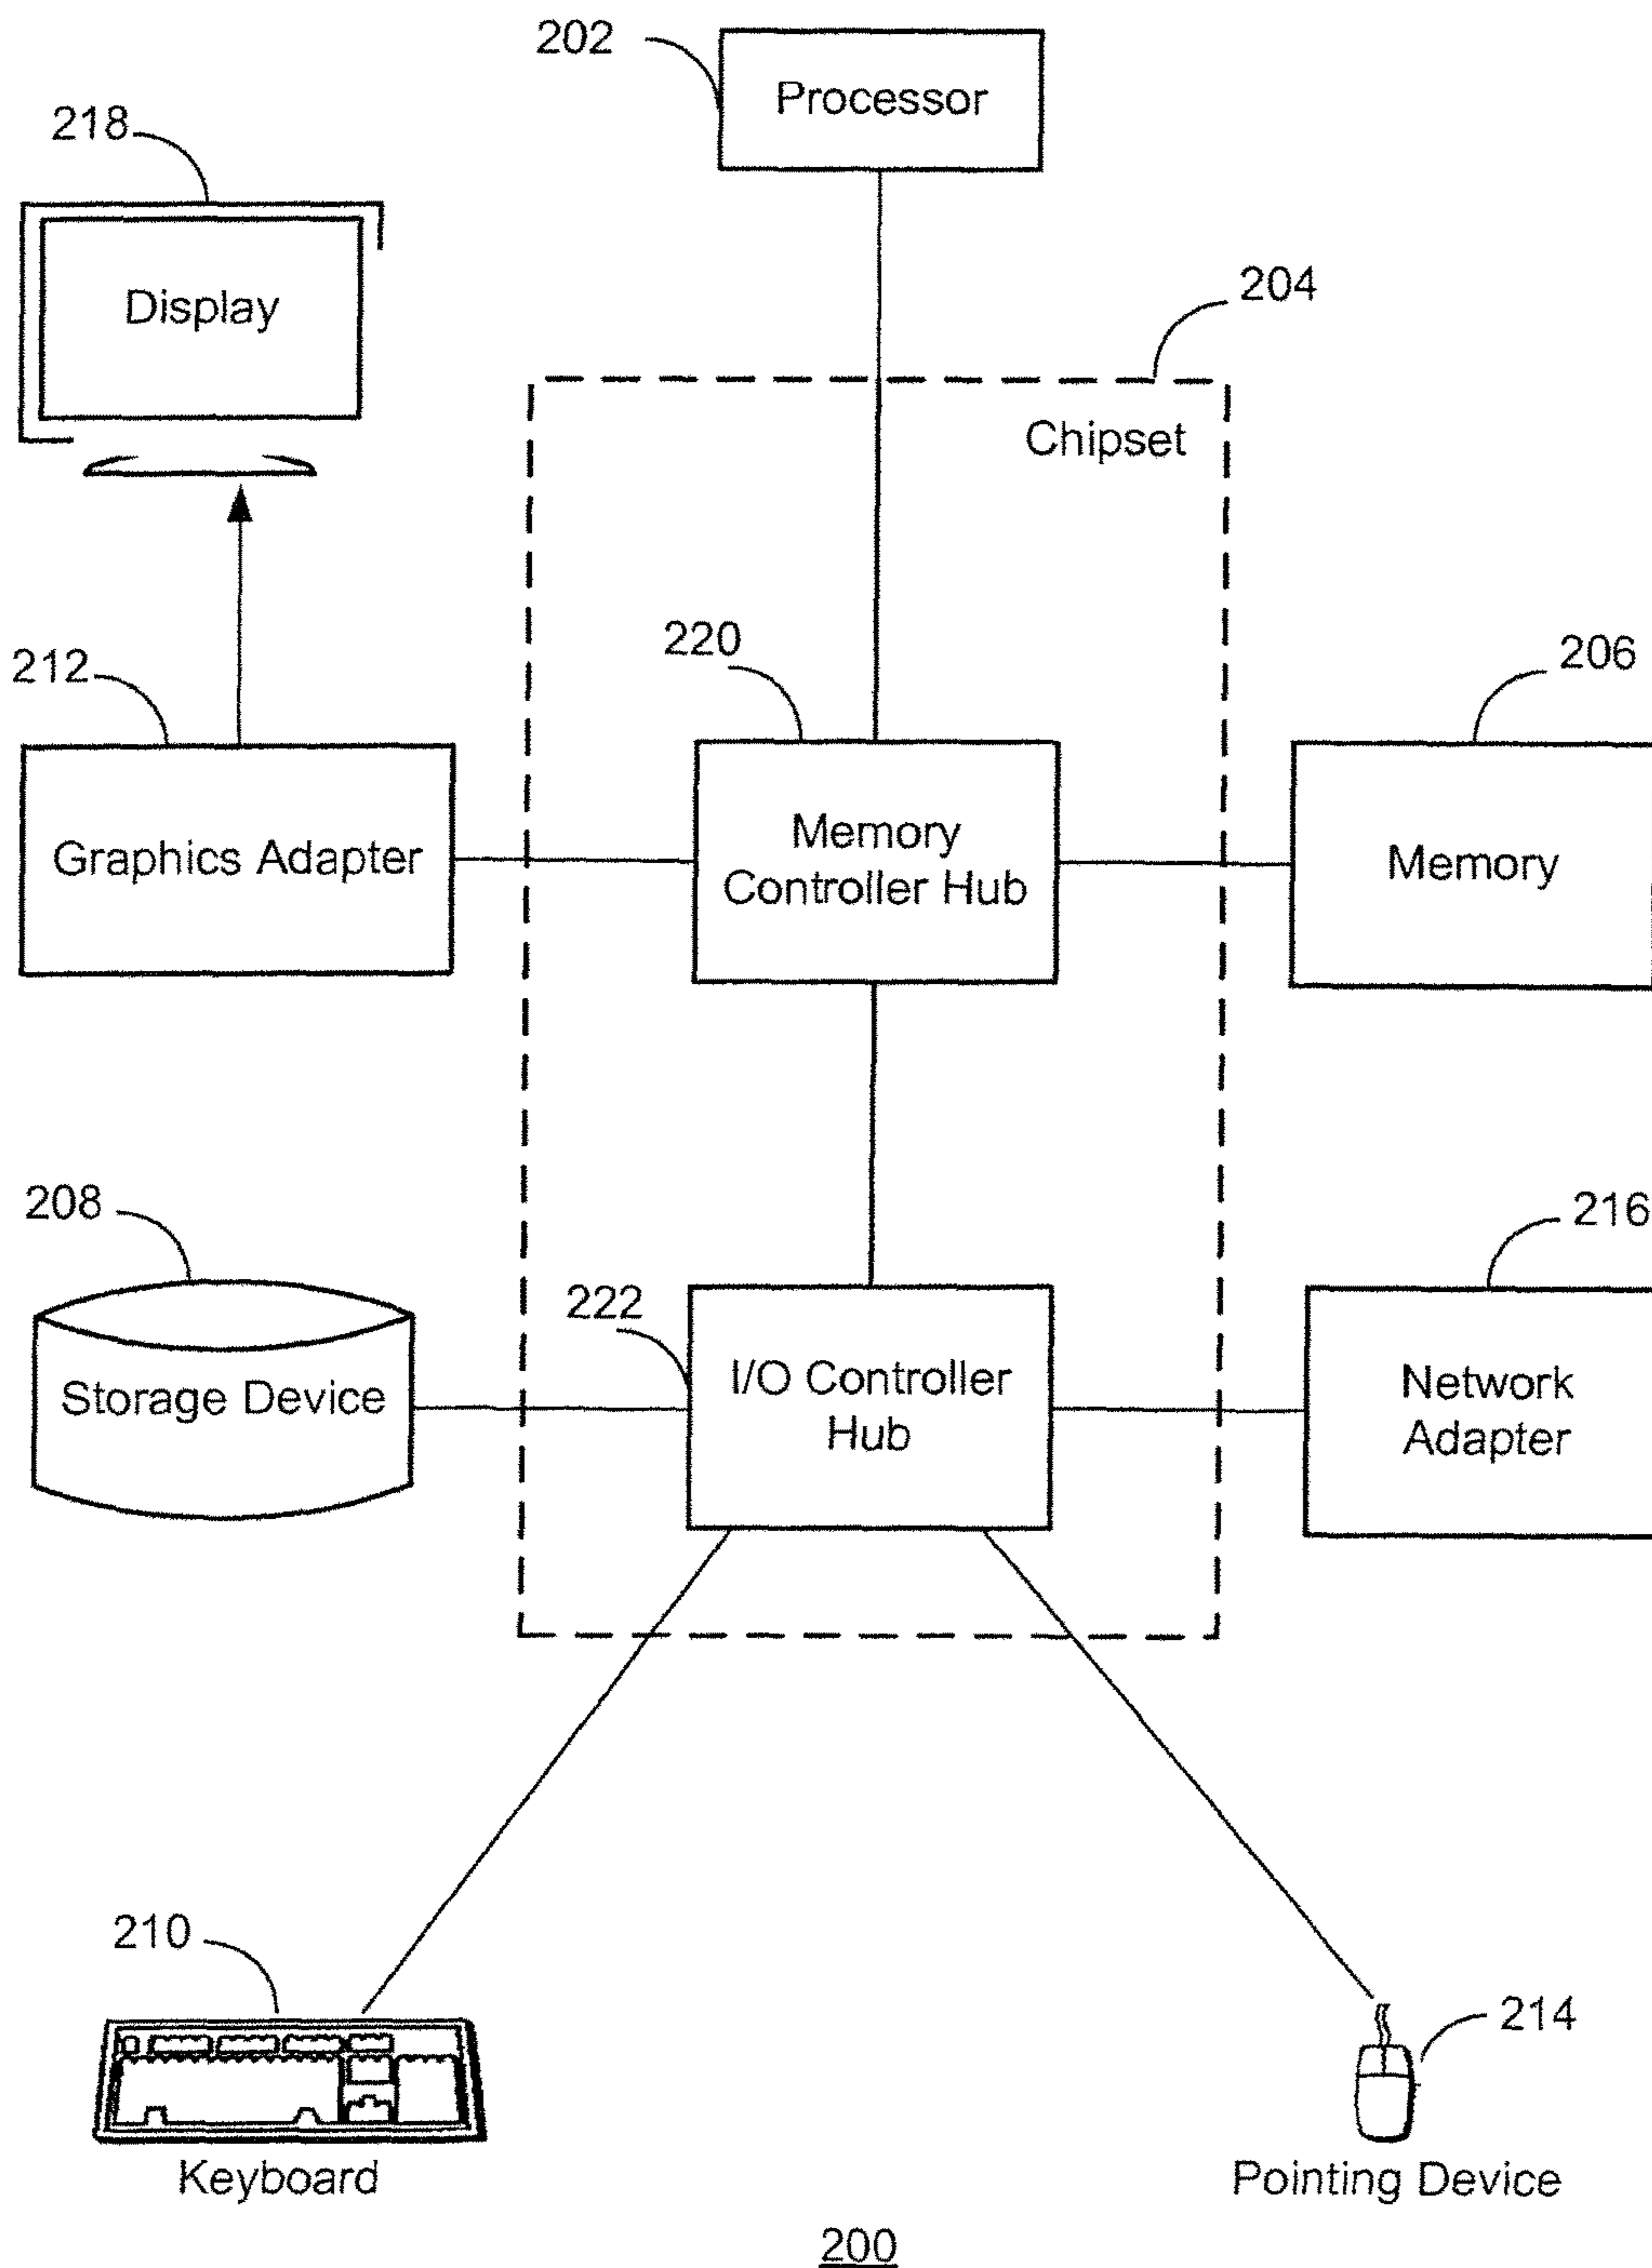 202
Processor
218
Display
204
Chipset
220
212
206
Memory
Controller Hub
Graphics Adapter
Memory
208
216
222
I/O Controller
Hub
Storage Device
Network
Adapter
210
214
Keyboard
Pointing Device
200